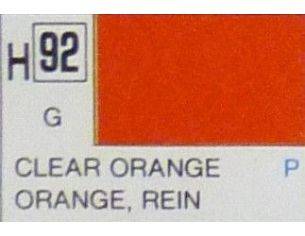 H 92
G
CLEAR ORANGE P
ORANGE, REIN